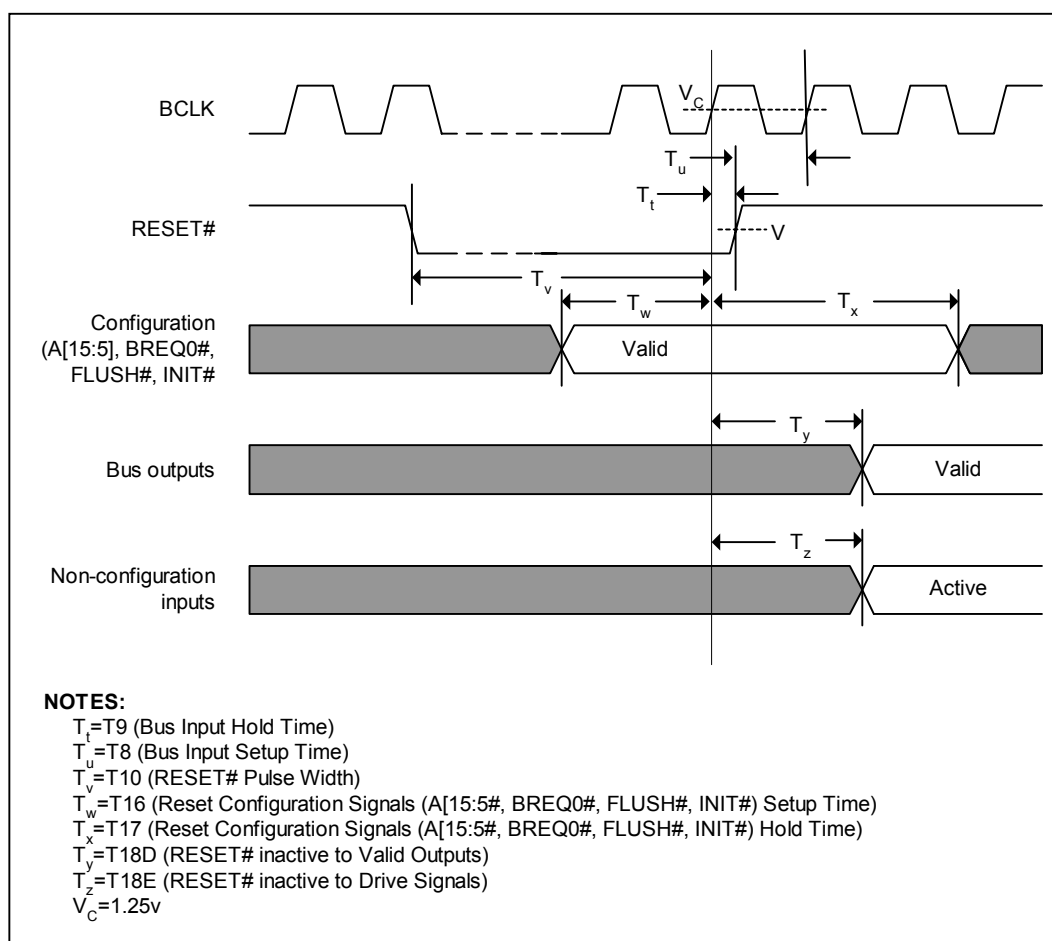 BCLK
V_C
T_u
T_t
RESET#
V
T_v
T_w
T_x
Configuration
(A[15:5], BREQ0#,
FLUSH#, INIT#
Valid
T_y
Bus outputs
Valid
T_z
Non-configuration
inputs
Active
NOTES:
T_t=T9 (Bus Input Hold Time)
T_u=T8 (Bus Input Setup Time)
T_v=T10 (RESET# Pulse Width)
T_w=T16 (Reset Configuration Signals (A[15:5#, BREQ0#, FLUSH#, INIT#) Setup Time)
T_x=T17 (Reset Configuration Signals (A[15:5#, BREQ0#, FLUSH#, INIT#) Hold Time)
T_y=T18D (RESET# inactive to Valid Outputs)
T_z=T18E (RESET# inactive to Drive Signals)
V_C=1.25v